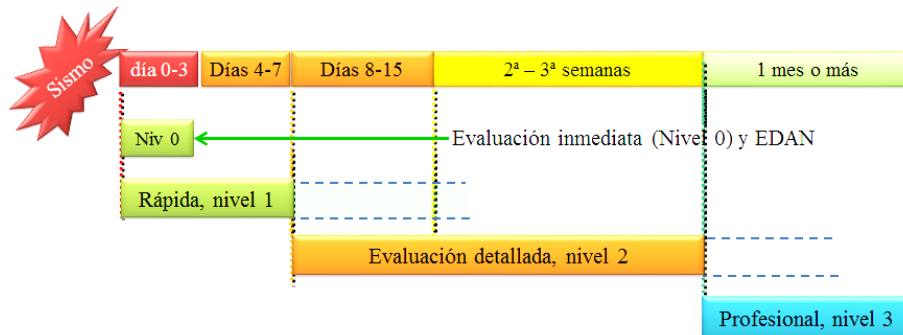 Sismo
día 0-3
Días 4-7
Días 8-15
2ª – 3ª semanas
1 mes o más
Niv 0
Evaluación inmediata (Nivel 0) y EDAN
Rápida, nivel 1
Evaluación detallada, nivel 2
Profesional, nivel 3